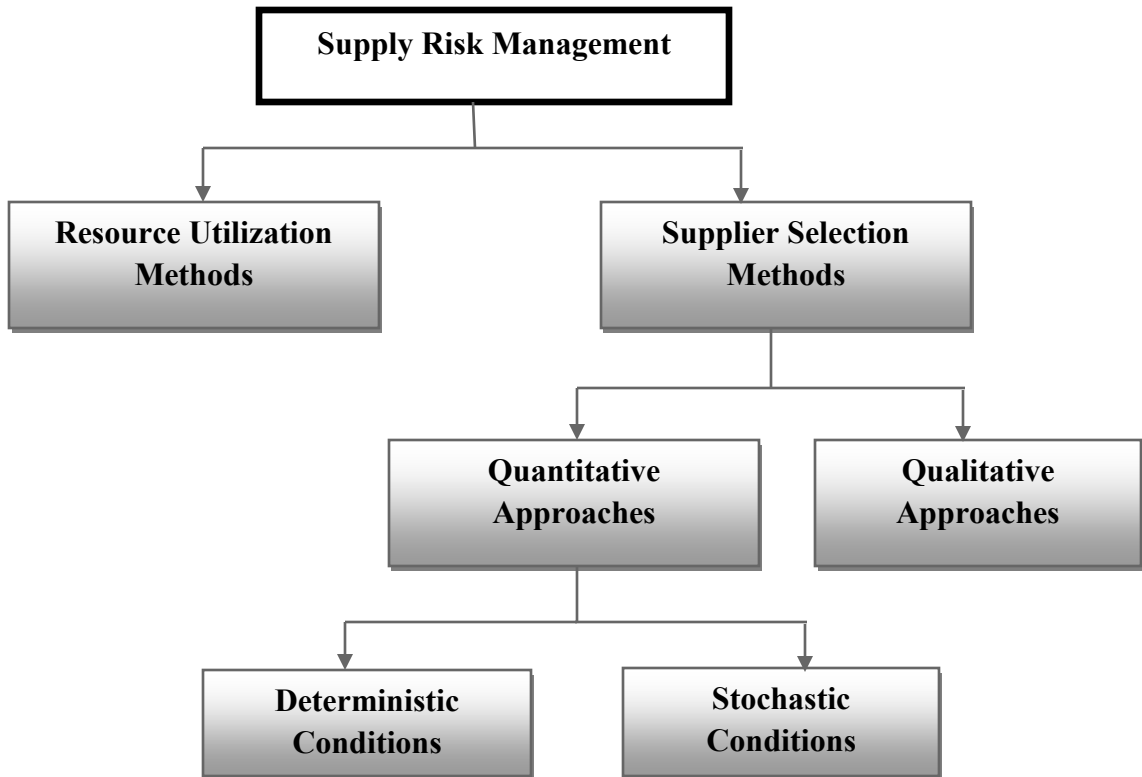 Supply Risk Management
Resource Utilization
Methods
Supplier Selection
Methods
Quantitative
Approaches
Qualitative
Approaches
Deterministic
Conditions
Stochastic
Conditions